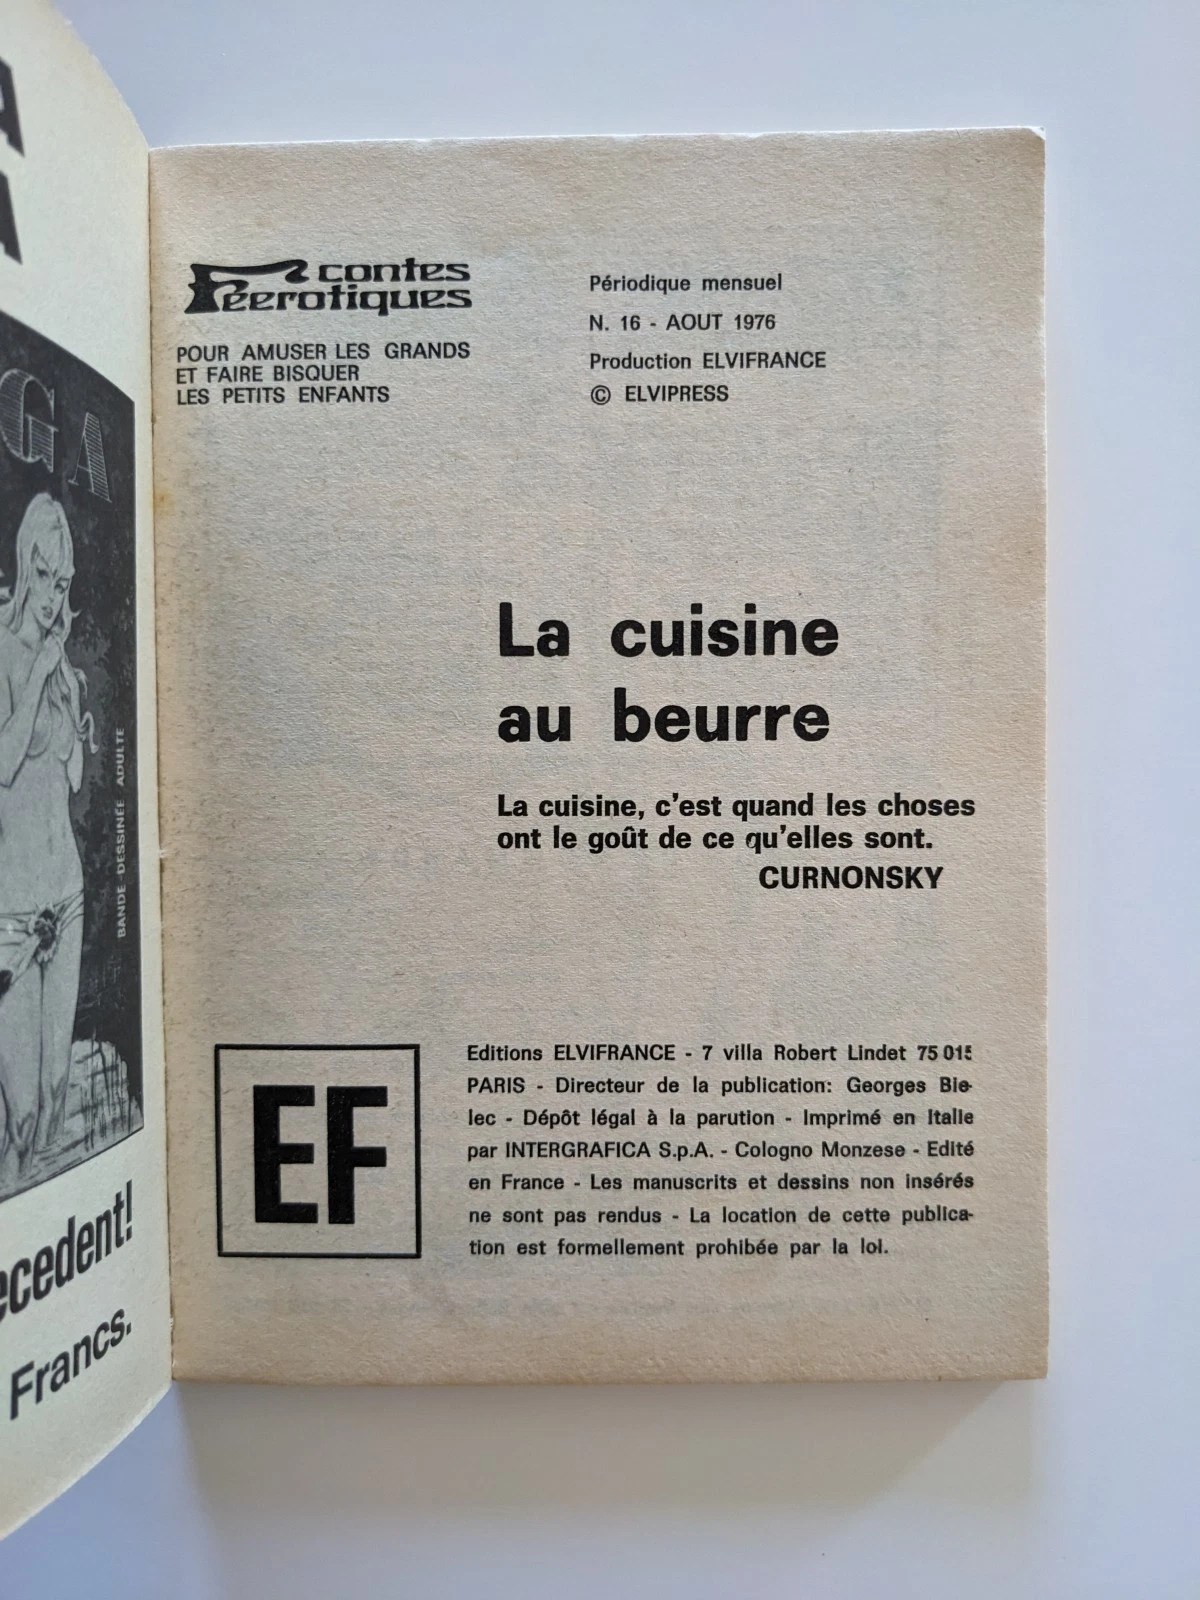 GA
BANDE-DESSINÉE ADULTE
Francs.
contes
Féerotiques
POUR AMUSER LES GRANDS
ET FAIRE BISQUER
LES PETITS ENFANTS
Périodique mensuel
N. 16 - AOUT 1976
Production ELVIFRANCE
© ELVIPRESS
La cuisine
au beurre
La cuisine, c'est quand les choses
ont le goût de ce qu'elles sont.
CURNONSKY
EF
Editions ELVIFRANCE - 7 villa Robert Lindet 75 015
PARIS - Directeur de la publication: Georges Bie-
lec - Dépôt légal à la parution - Imprimé en Italie
par INTERGRAFICA S.p.A. - Cologno Monzese - Edité
en France - Les manuscrits et dessins non insérés
ne sont pas rendus - La location de cette publica-
tion est formellement prohibée par la loi.